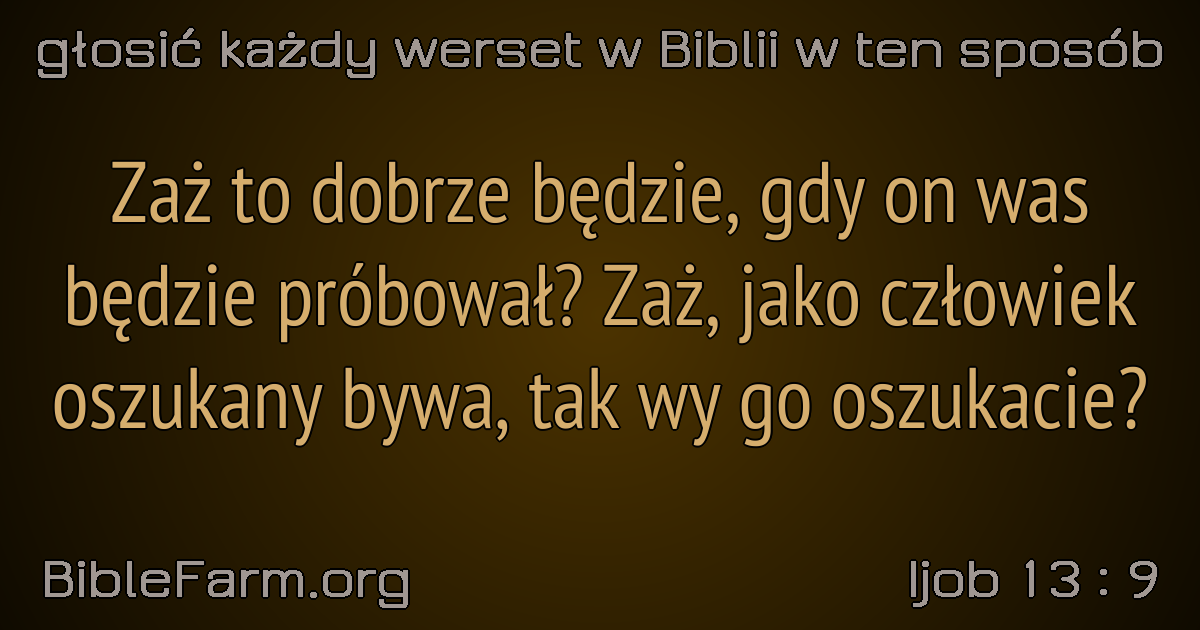 głosić każdy werset w Biblii w ten sposób
Zaż to dobrze będzie, gdy on was
będzie próbował? Zaż, jako człowiek
oszukany bywa, tak wy go oszukacie?
BibleFarm.org
Ijob 13 : 9